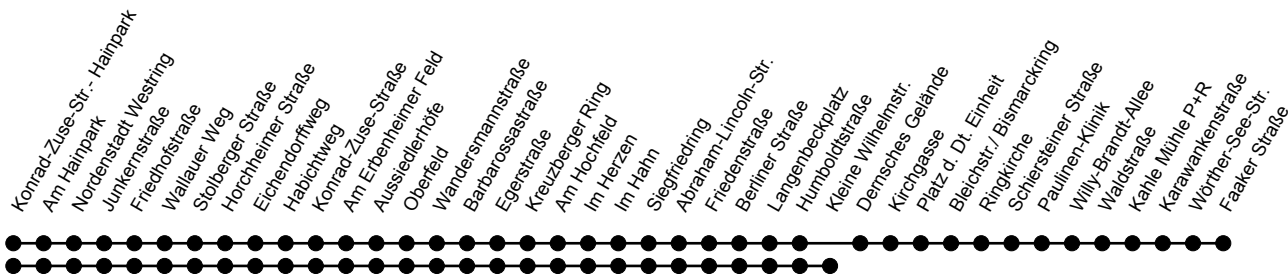 Konrad-Zuse-Str.- Hainpark
Am Hainpark
Nordenstadt Westring
Junkernstraße
Friedhofstraße
Wallauer Weg
Stolberger Straße
Horchheimer Straße
Eichendorffweg
Habichtweg
Konrad-Zuse-Straße
Am Erbenheimer Feld
Aussiedlerhöfe
Oberfeld
Wandersmannstraße
Barbarossastraße
Egerstraße
Kreuzberger Ring
Am Hochfeld
Im Herzen
Im Hahn
Siegfriedring
Abraham-Lincoln-Str.
Friedenstraße
Berliner Straße
Langenbeckplatz
Humboldtstraße
Kleine Wilhelmstr.
Dernsches Gelände
Kirchgasse
Platz d. Dt. Einheit
Bleichstr./ Bismarckring
Ringkirche
Schiersteiner Straße
Paulinen-Klinik
Willy-Brandt-Allee
Waldstraße
Kahle Mühle P+R
Karawankenstraße
Wörther-See-Str.
Faaker Straße